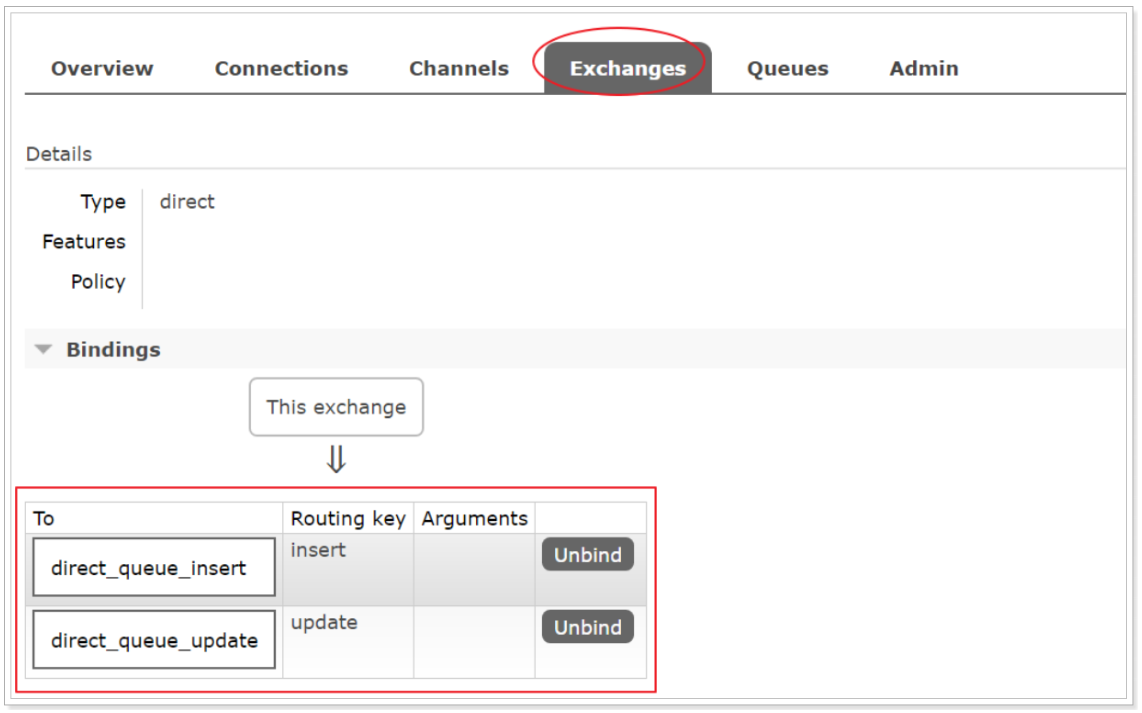 Overview Connections Channels Exchanges Queues Admin
Details
Type direct
Features
Policy
Bindings
This exchange
⇓
To Routing key Arguments
direct_queue_insert insert Unbind
direct_queue_update update Unbind